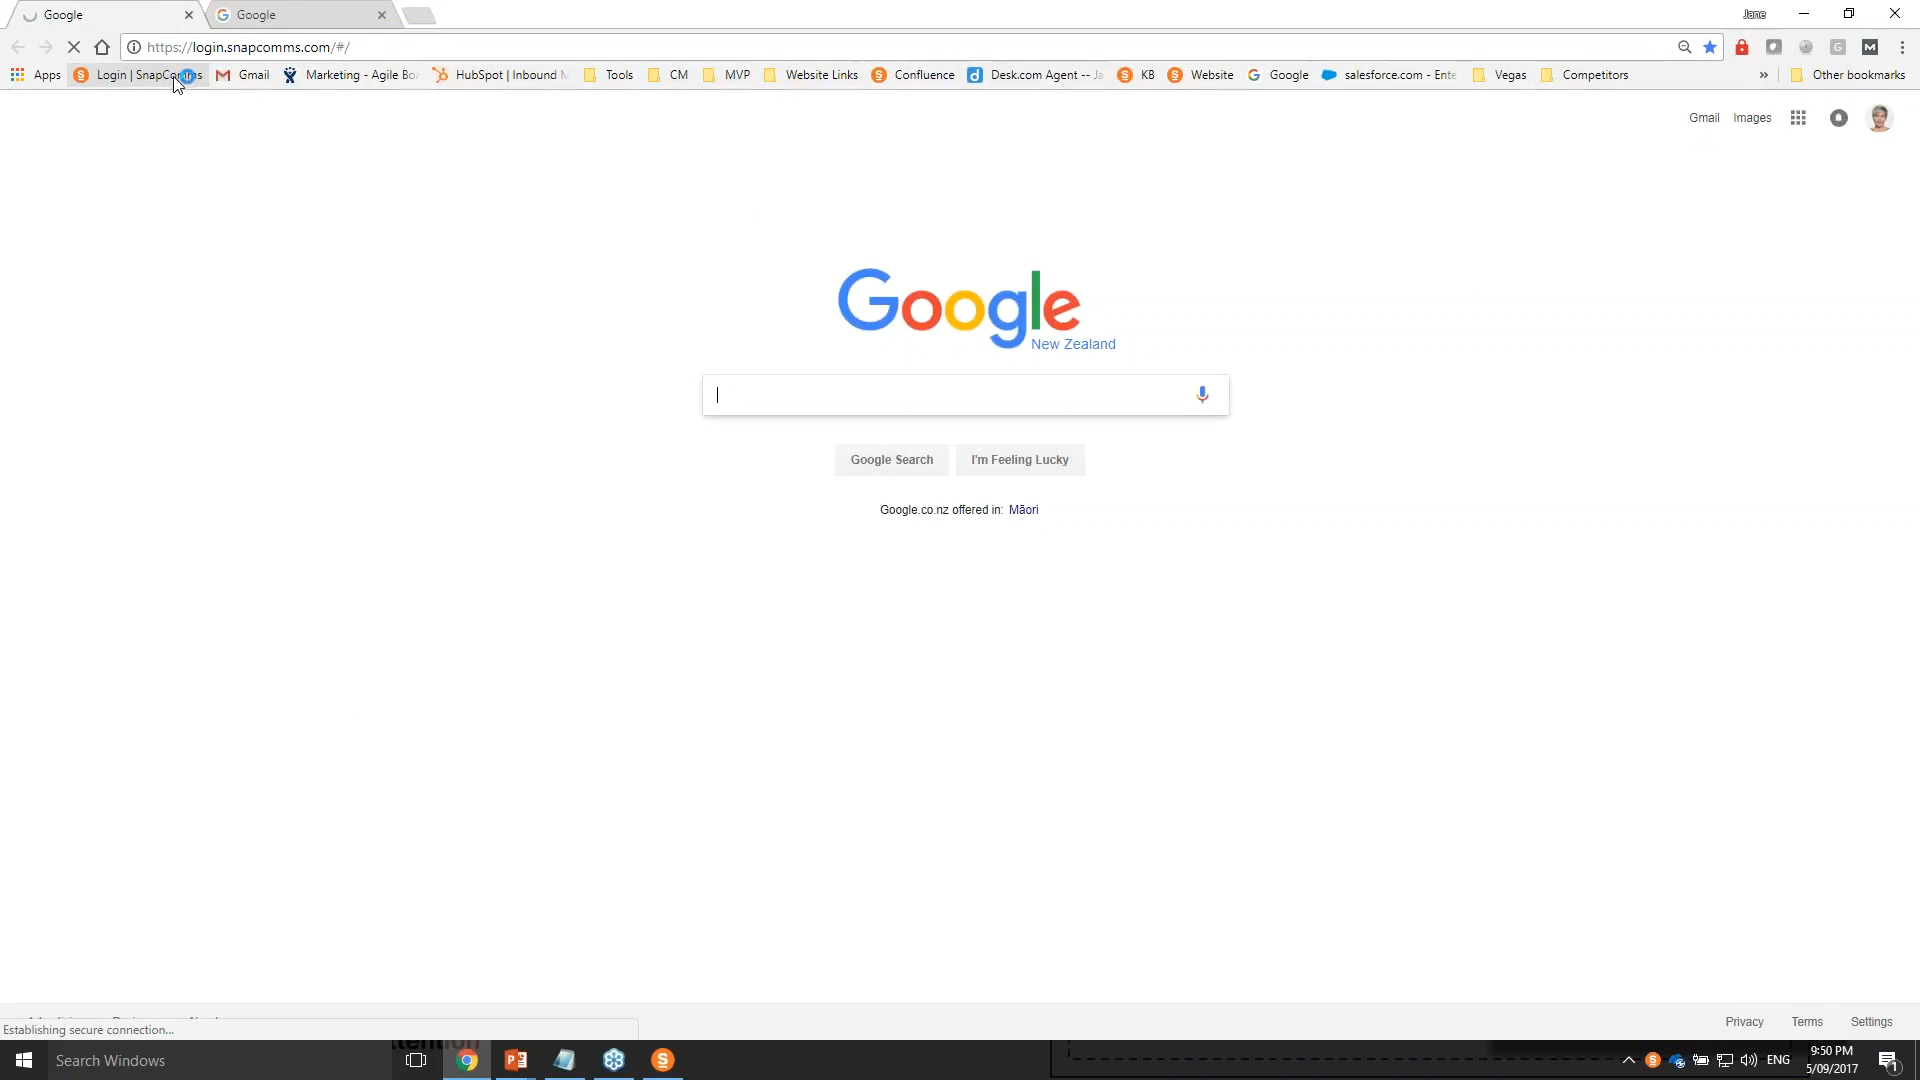 Google
Google
Jane
https://login.snapcomms.com/#/
Apps
Login | SnapComms
Gmail
Marketing - Agile Bo
HubSpot | Inbound M
Tools
CM
MVP
Website Links
Confluence
Desk.com Agent -- Ja
KB
Website
Google
salesforce.com - Ente
Vegas
Competitors
»
Other bookmarks
Gmail
Images
Google
New Zealand
Google Search
I'm Feeling Lucky
Google.co.nz offered in: Māori
Privacy
Terms
Settings
Establishing secure connection...
Search Windows
ENG
9:50 PM
5/09/2017
1